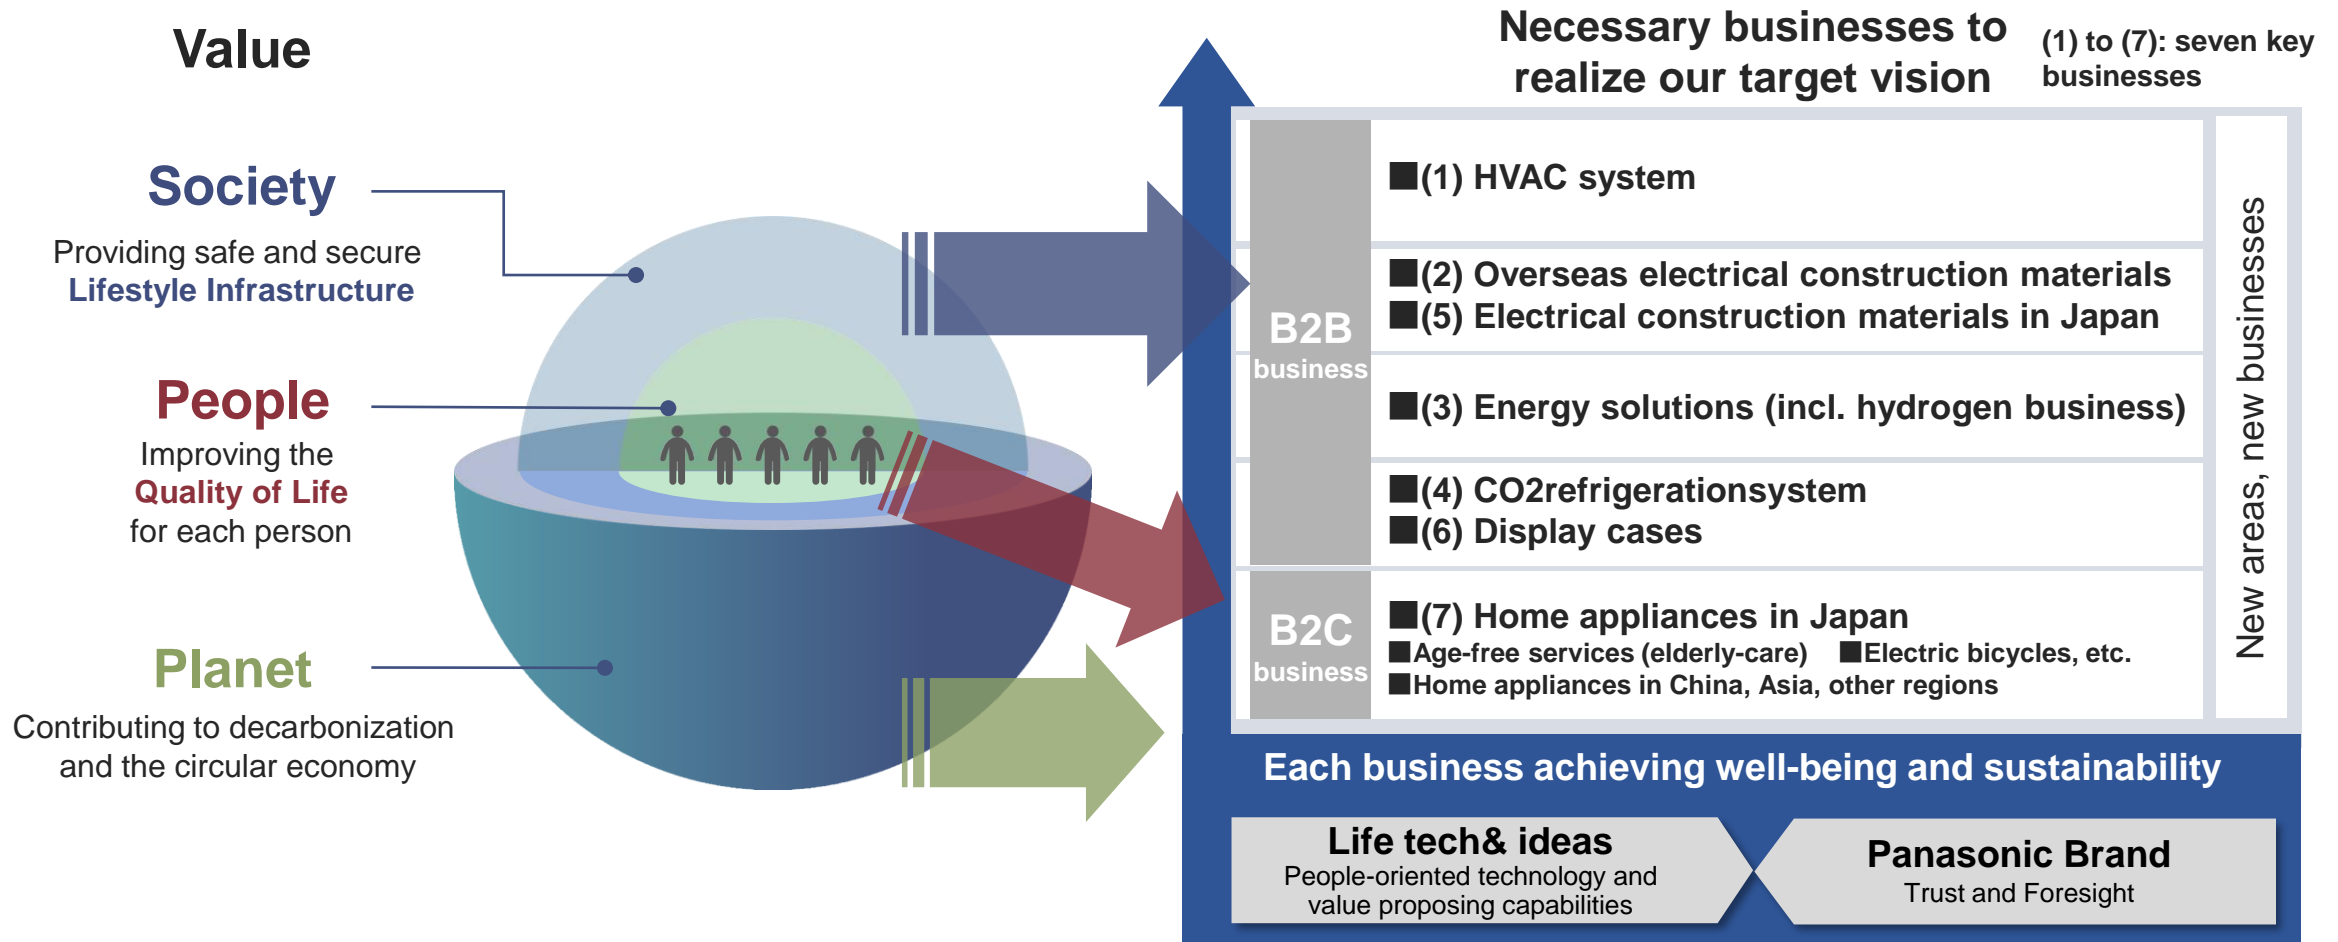 Value
Society
Providing safe and secure
Lifestyle Infrastructure
People
Improving the
Quality of Life
for each person
Planet
Contributing to decarbonization
and the circular economy
Necessary businesses to
realize our target vision
(1) to (7): seven key
businesses
B2B
business
■(1) HVAC system
■(2) Overseas electrical construction materials
■(5) Electrical construction materials in Japan
■(3) Energy solutions (incl. hydrogen business)
■(4) CO2refrigerationsystem
■(6) Display cases
B2C
business
■(7) Home appliances in Japan
■Age-free services (elderly-care) ■Electric bicycles, etc.
■Home appliances in China, Asia, other regions
New areas, new businesses
Each business achieving well-being and sustainability
Life tech& ideas
People-oriented technology and
value proposing capabilities
Panasonic Brand
Trust and Foresight